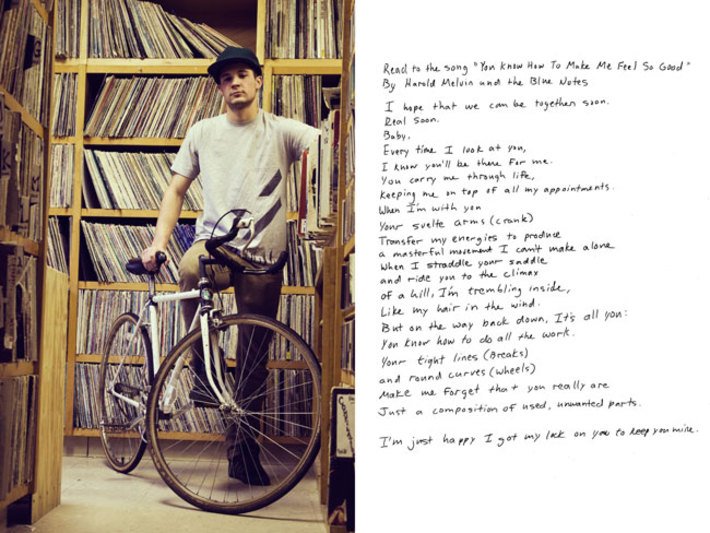 Read to the song "You Know How To Make Me Feel So Good"
By Harold Melvin and the Blue Notes
I hope that we can be together soon.
Real soon.
Baby.
Every time I look at you,
I know you'll be there for me.
You carry me through life,
Keeping me on top of all my appointments.
When I'm with you
Your svelte arms (crank)
Transfer my energies to produce
a masterful movement I can't make alone
When I straddle your saddle
and ride you to the climax
of a hill, I'm trembling inside,
Like my hair in the wind.
But on the way back down, It's all you:
You know how to do all the work.
Your tight lines (Breaks)
and round curves (wheels)
Make me forget that you really are
Just a composition of used, unwanted parts.
I'm just happy I got my lock on you to keep you mine.